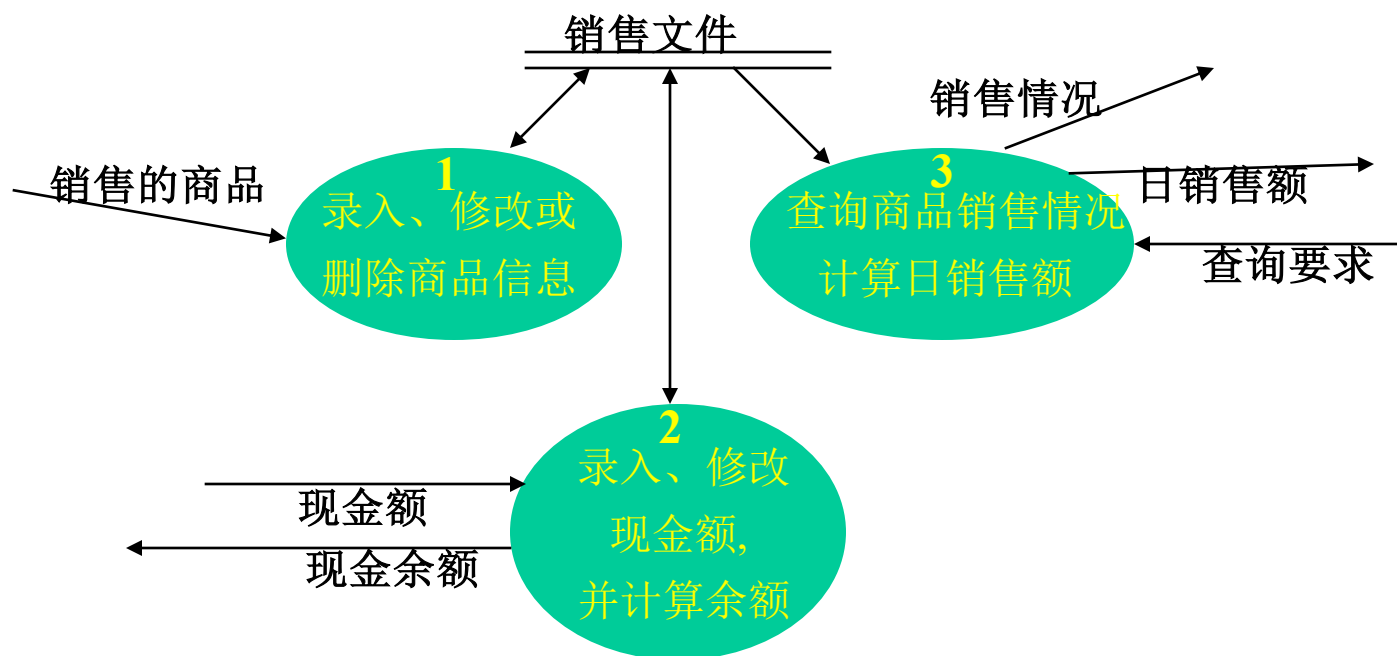 销售文件
销售情况
销售的商品
1
录入、修改或
删除商品信息
3
查询商品销售情况
计算日销售额
日销售额
查询要求
2
录入、修改
现金额,
并计算余额
现金额
现金余额